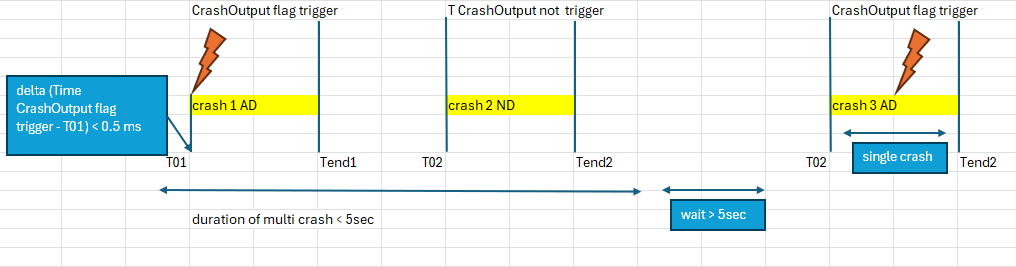 CrashOutput flag trigger
T CrashOutput not trigger
CrashOutput flag trigger
delta (Time
CrashOutput flag
trigger - T01) < 0.5 ms
crash 1 AD
crash 2 ND
crash 3 AD
T01
Tend1
T02
Tend2
T02
single crash
Tend2
duration of multi crash < 5sec
wait > 5sec